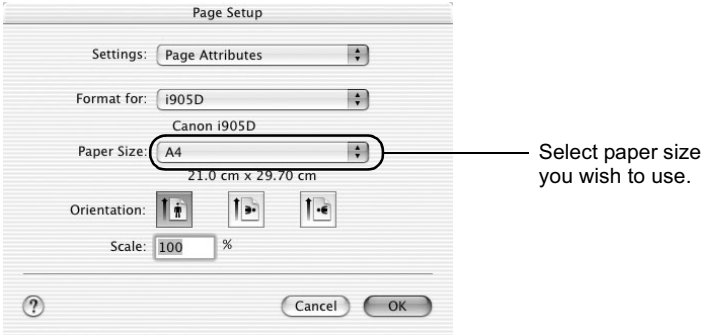 Page Setup
Settings: Page Attributes
Format for: i905D
Canon i905D
Paper Size: A4
21.0 cm x 29.70 cm
Select paper size
you wish to use.
Orientation:
Scale: 100 %
? Cancel OK